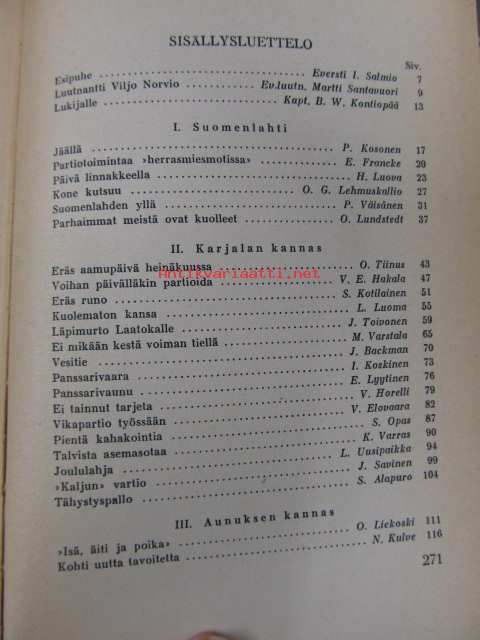 SISÄLLYSLUETTELO
Siv.
Esipuhe Eversti I. Salmio 7
Luutnantti Viljo Norvio Ev.luutn. Martti Santavuori 9
Lukijalle Kapt. B. W. Kontiopää 13
I. Suomenlahti
Jäällä P. Kosonen 17
Partiotoimintaa »herrasmiesmotissa» E. Francke 20
Päivä linnakkeella H. Luova 23
Kone kutsuu O. G. Lehmuskallio 27
Suomenlahden yllä P. Väisänen 31
Parhaimmat meistä ovat kuolleet O. Lundstedt 37
II. Karjalan kannas
Eräs aamupäivä heinäkuussa O. Tiinus 43
Antikvariaatti.net
Voihan päivälläkin partioida V. E. Hakala 47
Eräs runo S. Kotilainen 51
Kuolematon kansa L. Luoma 55
Läpimurto Laatokalle J. Toivonen 59
Ei mikään kestä voiman tiellä M. Varstala 65
Vesitie J. Backman 70
Panssarivaara I. Koskinen 73
Panssarivaunu E. Lyytinen 76
Ei tainnut tarjeta V. Horelli 79
Vikapartio työssään V. Elovaara 82
Pientä kahakointia S. Opas 87
Talvista asemasotaa K. Varras 90
Joululahja L. Uusipaikka 94
»Kaljun» vartio J. Savinen 99
Tähystyspallo S. Alapuro 104
III. Aunuksen kannas
»Isä, äiti ja poika» O. Liekoski 111
Kohti uutta tavoitetta N. Kulve 116
271